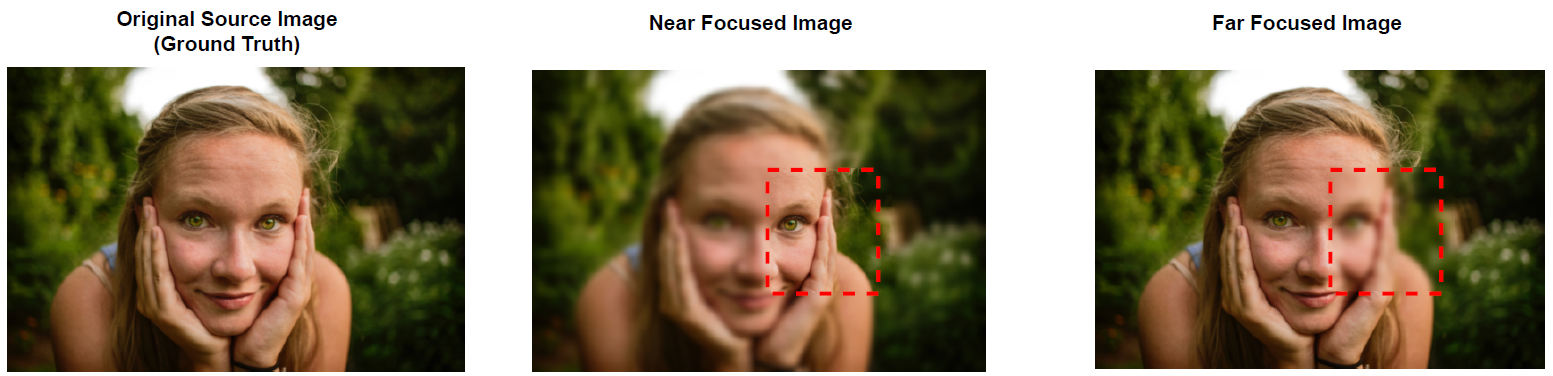 Original Source Image
(Ground Truth)
Near Focused Image
Far Focused Image